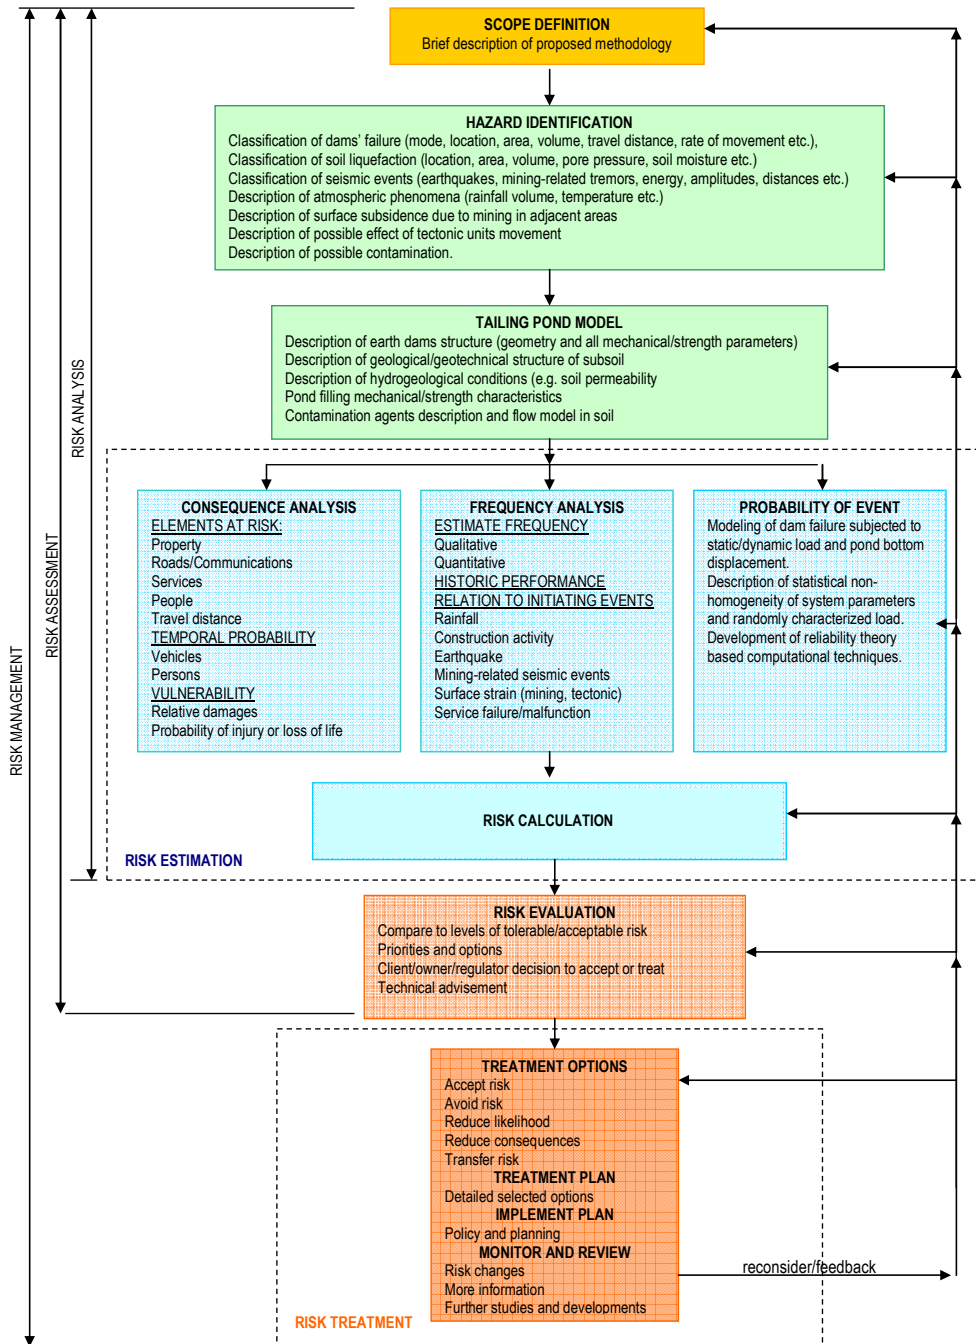 SCOPE DEFINITION
Brief description of proposed methodology
HAZARD IDENTIFICATION
Classification of dams' failure (mode, location, area, volume, travel distance, rate of movement etc.),
Classification of soil liquefaction (location, area, volume, pore pressure, soil moisture etc.)
Classification of seismic events (earthquakes, mining-related tremors, energy, amplitudes, distances etc.)
Description of atmospheric phenomena (rainfall volume, temperature etc.)
Description of surface subsidence due to mining in adjacent areas
Description of possible effect of tectonic units movement
Description of possible contamination.
TAILING POND MODEL
Description of earth dams structure (geometry and all mechanical/strength parameters)
Description of geological/geotechnical structure of subsoil
Description of hydrogeological conditions (e.g. soil permeability
Pond filling mechanical/strength characteristics
Contamination agents description and flow model in soil
RISK ANALYSIS
RISK ASSESSMENT
RISK MANAGEMENT
CONSEQUENCE ANALYSIS
ELEMENTS AT RISK:
Property
Roads/Communications
Services
People
Travel distance
TEMPORAL PROBABILITY
Vehicles
Persons
VULNERABILITY
Relative damages
Probability of injury or loss of life
FREQUENCY ANALYSIS
ESTIMATE FREQUENCY
Qualitative
Quantitative
HISTORIC PERFORMANCE
RELATION TO INITIATING EVENTS
Rainfall
Construction activity
Earthquake
Mining-related seismic events
Surface strain (mining, tectonic)
Service failure/malfunction
PROBABILITY OF EVENT
Modeling of dam failure subjected to
static/dynamic load and pond bottom
displacement.
Description of statistical non-
homogeneity of system parameters
and randomly characterized load.
Development of reliability theory
based computational techniques.
RISK CALCULATION
RISK ESTIMATION
RISK EVALUATION
Compare to levels of tolerable/acceptable risk
Priorities and options
Client/owner/regulator decision to accept or treat
Technical advisement
TREATMENT OPTIONS
Accept risk
Avoid risk
Reduce likelihood
Reduce consequences
Transfer risk
TREATMENT PLAN
Detailed selected options
IMPLEMENT PLAN
Policy and planning
MONITOR AND REVIEW
Risk changes
More information
Further studies and developments
reconsider/feedback
RISK TREATMENT